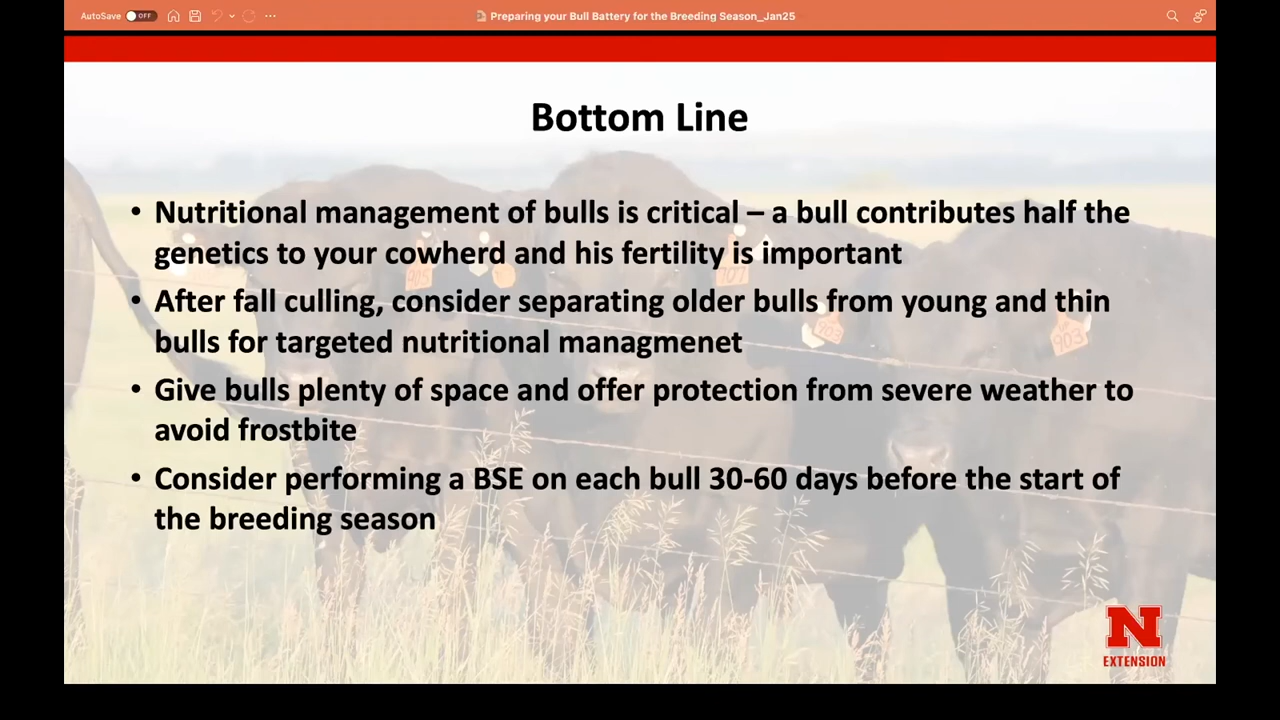 AutoSave OFF
Preparing your Bull Battery for the Breeding Season_Jan25
Bottom Line
• Nutritional management of bulls is critical – a bull contributes half the
genetics to your cowherd and his fertility is important
• After fall culling, consider separating older bulls from young and thin
bulls for targeted nutritional managmenet
• Give bulls plenty of space and offer protection from severe weather to
avoid frostbite
• Consider performing a BSE on each bull 30-60 days before the start of
the breeding season
905
707
903
903
N
EXTENSION